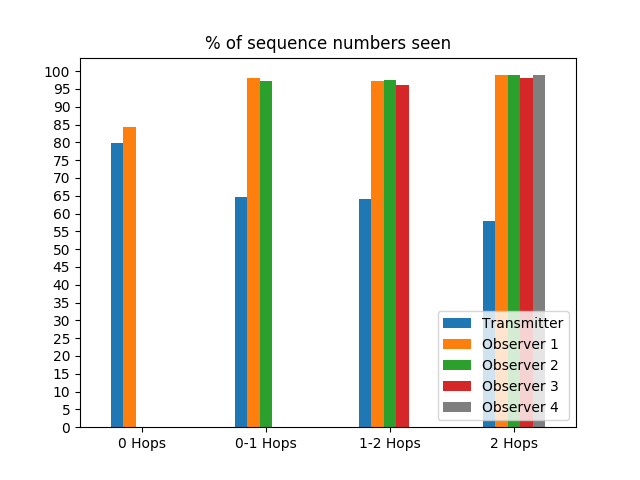 % of sequence numbers seen
100
95
90
85
80
75
70
65
60
55
50
45
40
35
30
25
20
15
10
5
0
0 Hops
0-1 Hops
1-2 Hops
2 Hops
Transmitter
Observer 1
Observer 2
Observer 3
Observer 4